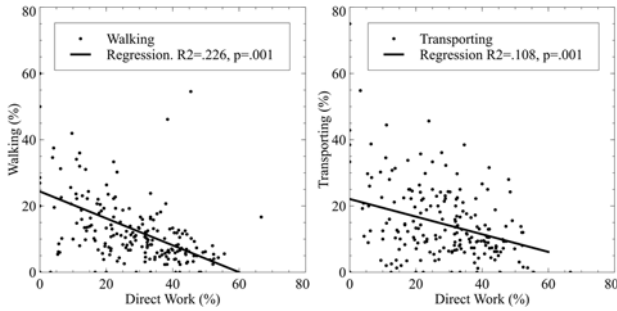 80
60
40
20
0
Walking (%)
Walking
Regression. R2=.226, p=.001
0 20 40 60 80
Direct Work (%)
80
60
40
20
0
Transporting (%)
Transporting
Regression R2=.108, p=.001
0 20 40 60 80
Direct Work (%)